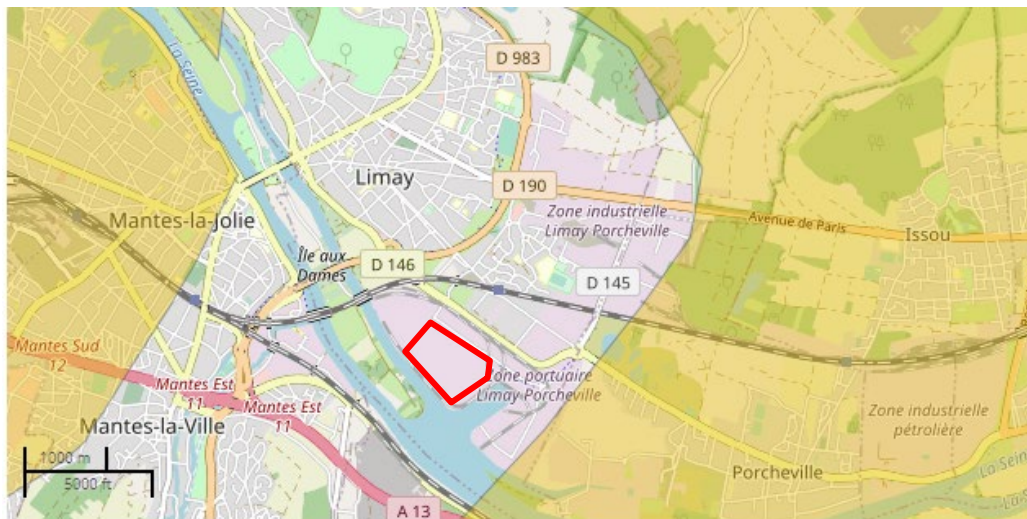 La Seine
D 983
Limay
D 190
Mantes-la-Jolie
Zone industrielle
Limay Porcheville
Avenue de Paris
Issou
Île aux
Dames
D 146
D 145
Mantes Sud
12
Mantes Est
11
Mantes Est
11
Zone portuaire
Limay Porcheville
Mantes-la-Ville
Zone industrielle
pétrolière
1000 m
5000 ft
Porcheville
La Sein
A 13